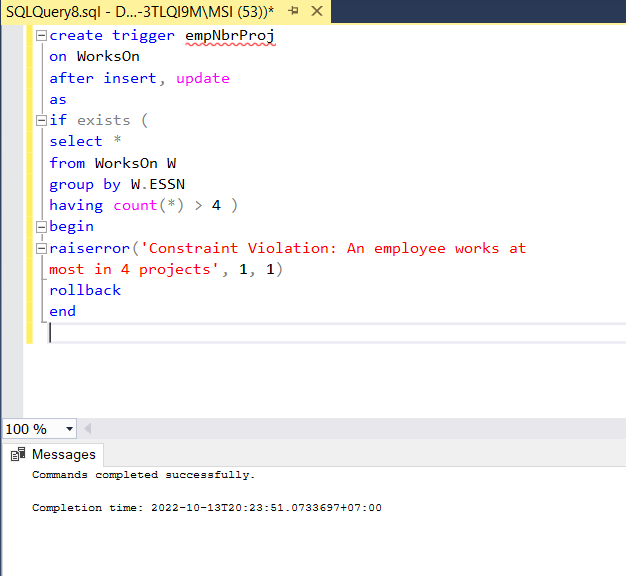 SQLQuery8.sql - D...-3TLQI9M\MSI (53))*
create trigger empNbrProj
on WorksOn
after insert, update
as
if exists (
select *
from WorksOn W
group by W.ESSN
having count(*) > 4 )
begin
raiserror('Constraint Violation: An employee works at
most in 4 projects', 1, 1)
rollback
end
100 %
Messages
Commands completed successfully.
Completion time: 2022-10-13T20:23:51.0733697+07:00